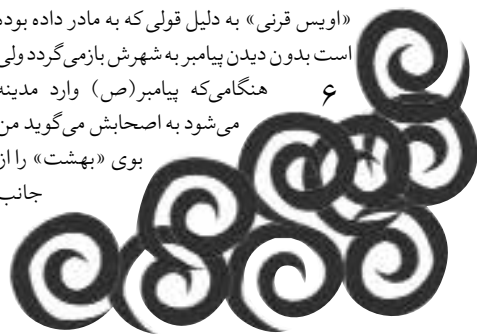 «اویس قرنی» به دلیل قولی که به مادر داده بوده
است بدون دیدن پیامبر به شهرش بازمی‌گردد ولی
هنگامی‌که پیامبر(ص) وارد مدینه
۶
می‌شود به اصحابش می‌گوید من
بوی «بهشت» را از
جانب